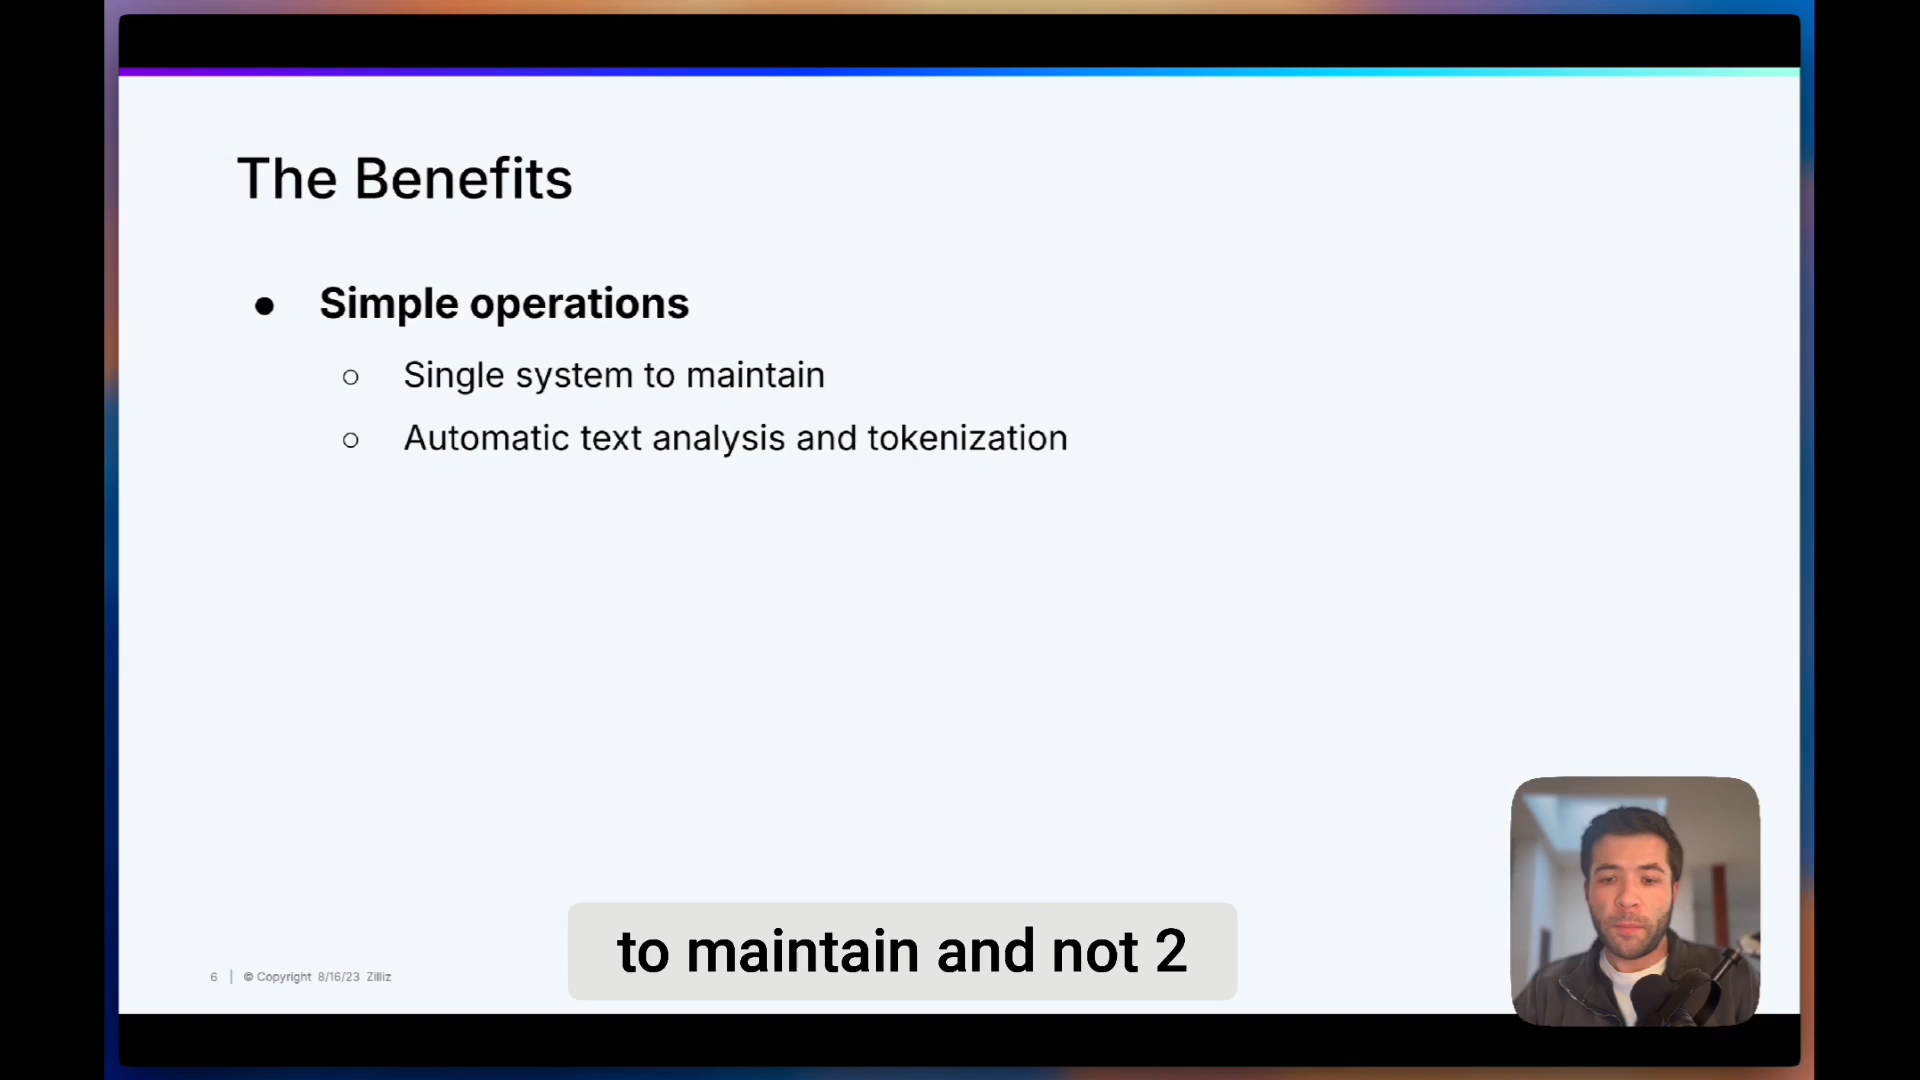 The Benefits
● Simple operations
○ Single system to maintain
○ Automatic text analysis and tokenization
to maintain and not 2
6 | © Copyright 8/16/23 Zilliz